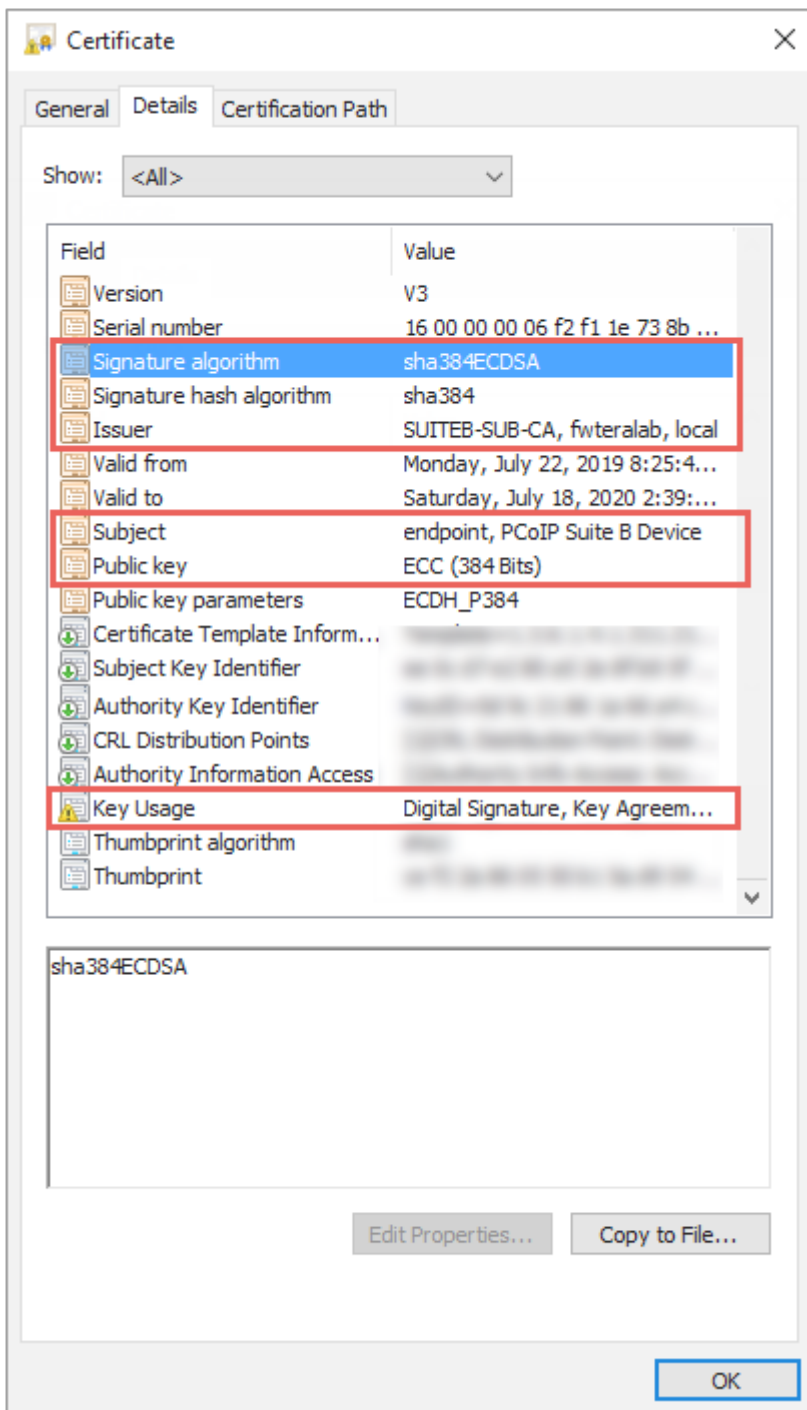 Certificate
General Details Certification Path
Show: <All>
Field Value
Version V3
Serial number 16 00 00 00 06 f2 f1 1e 73 8b ...
Signature algorithm sha384ECDSA
Signature hash algorithm sha384
Issuer SUITEB-SUB-CA, fwteralab, local
Valid from Monday, July 22, 2019 8:25:4...
Valid to Saturday, July 18, 2020 2:39:...
Subject endpoint, PCoIP Suite B Device
Public key ECC (384 Bits)
Public key parameters ECDH_P384
Certificate Template Inform...
Subject Key Identifier
Authority Key Identifier
CRL Distribution Points
Authority Information Access
Key Usage Digital Signature, Key Agreem...
Thumbprint algorithm
Thumbprint
sha384ECDSA
Edit Properties... Copy to File...
OK